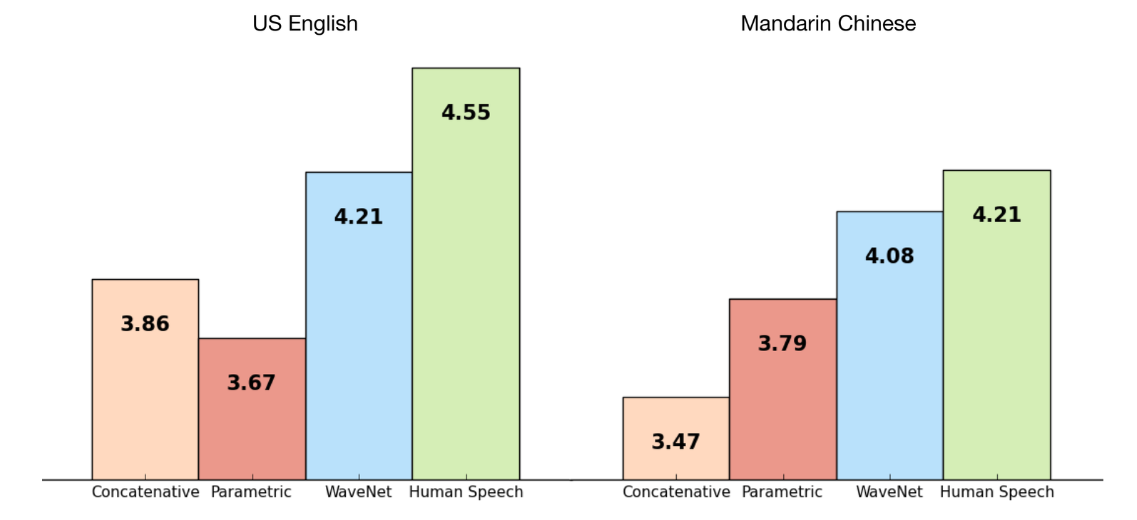 US English
4.55
4.21
3.86
3.67
Concatenative Parametric WaveNet Human Speech
Mandarin Chinese
4.21
4.08
3.79
3.47
Concatenative Parametric WaveNet Human Speech